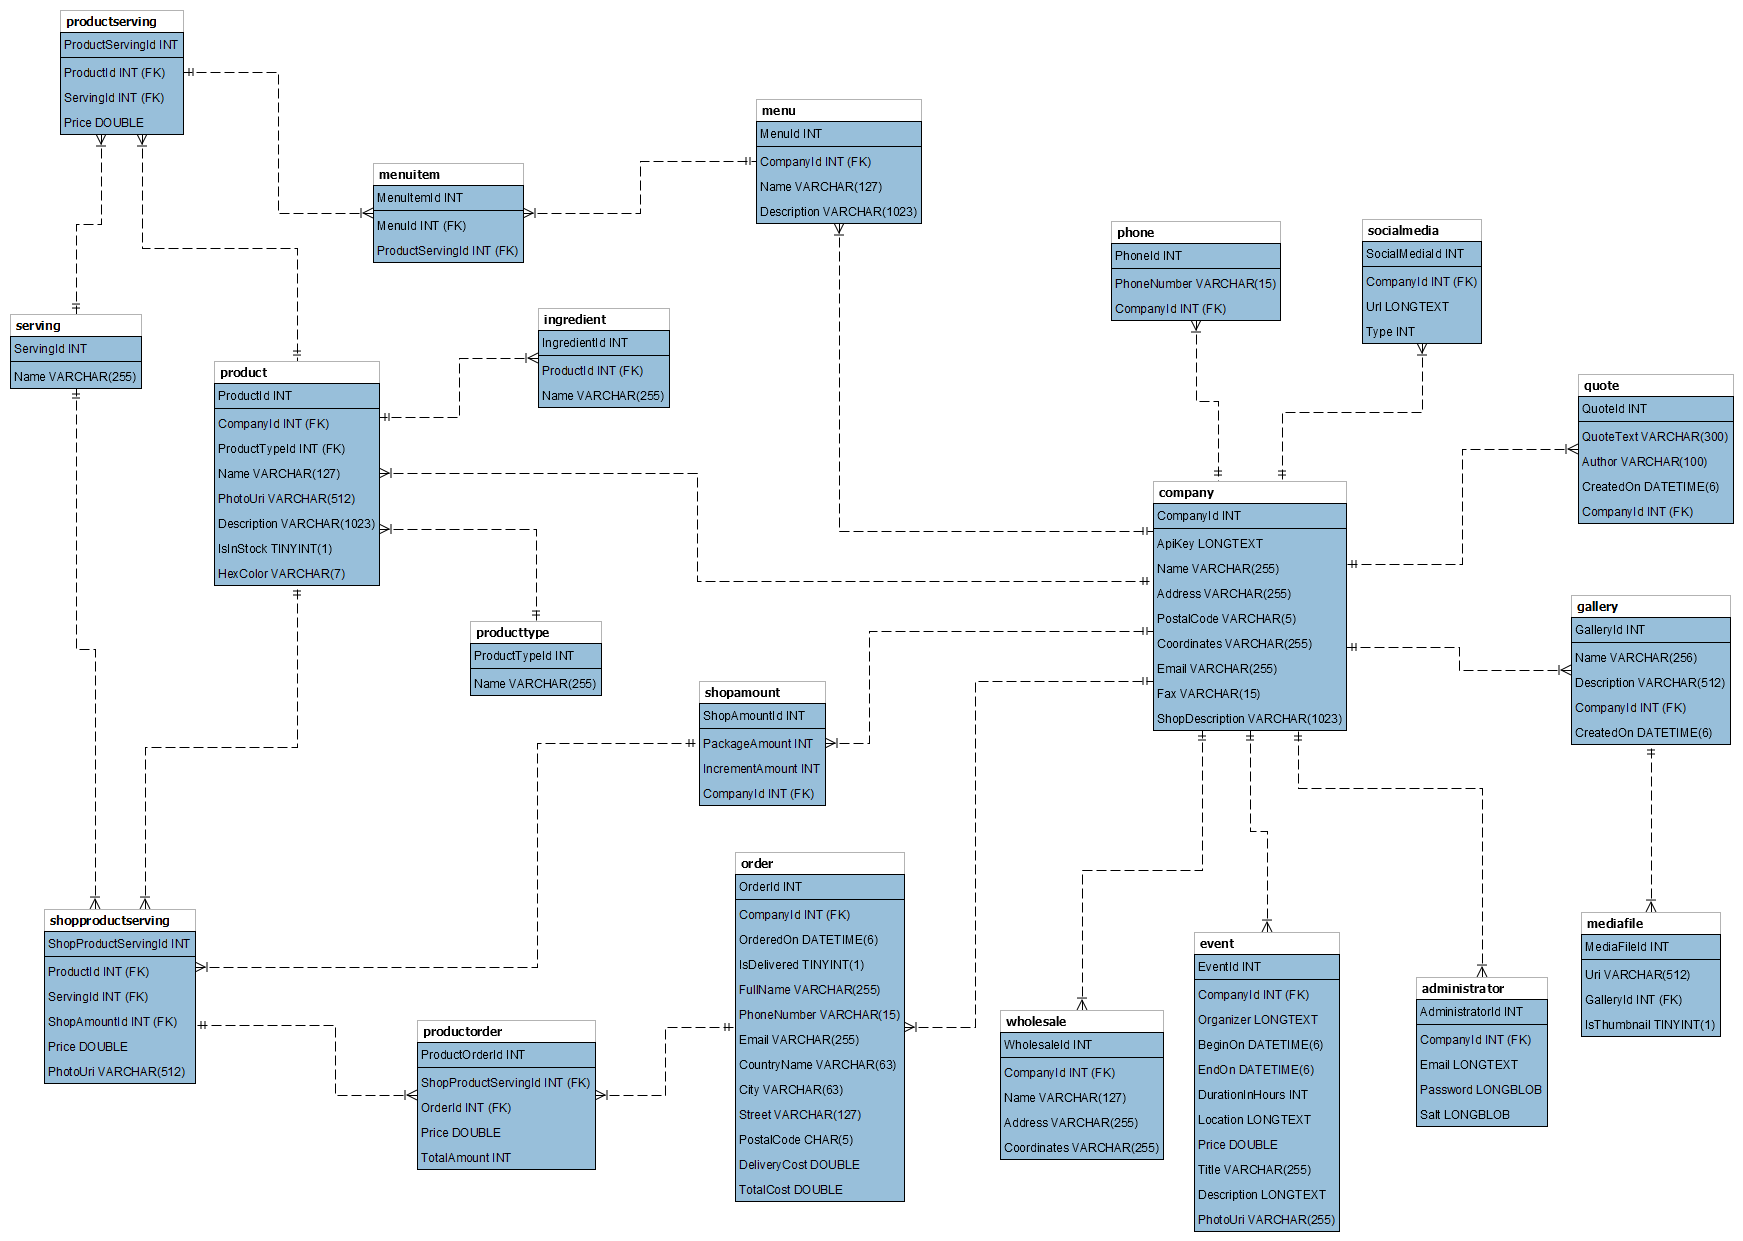 productserving
ProductServingId INT
ProductId INT (FK)
ServingId INT (FK)
Price DOUBLE
menuitem
MenuItemId INT
MenuId INT (FK)
ProductServingId INT (FK)
menu
MenuId INT
CompanyId INT (FK)
Name VARCHAR(127)
Description VARCHAR(1023)
phone
PhoneId INT
PhoneNumber VARCHAR(15)
CompanyId INT (FK)
socialmedia
SocialMediaId INT
CompanyId INT (FK)
Url LONGTEXT
Type INT
serving
ServingId INT
Name VARCHAR(255)
product
ProductId INT
CompanyId INT (FK)
ProductTypeId INT (FK)
Name VARCHAR(127)
PhotoUri VARCHAR(512)
Description VARCHAR(1023)
IsInStock TINYINT(1)
HexColor VARCHAR(7)
ingredient
IngredientId INT
ProductId INT (FK)
Name VARCHAR(255)
quote
QuoteId INT
QuoteText VARCHAR(300)
Author VARCHAR(100)
CreatedOn DATETIME(6)
CompanyId INT (FK)
company
CompanyId INT
ApiKey LONGTEXT
Name VARCHAR(255)
Address VARCHAR(255)
PostalCode VARCHAR(5)
Coordinates VARCHAR(255)
Email VARCHAR(255)
Fax VARCHAR(15)
ShopDescription VARCHAR(1023)
gallery
GalleryId INT
Name VARCHAR(256)
Description VARCHAR(512)
CompanyId INT (FK)
CreatedOn DATETIME(6)
producttype
ProductTypeId INT
Name VARCHAR(255)
shopamount
ShopAmountId INT
PackageAmount INT
IncrementAmount INT
CompanyId INT (FK)
order
OrderId INT
CompanyId INT (FK)
OrderedOn DATETIME(6)
IsDelivered TINYINT(1)
FullName VARCHAR(255)
PhoneNumber VARCHAR(15)
Email VARCHAR(255)
CountryName VARCHAR(63)
City VARCHAR(63)
Street VARCHAR(127)
PostalCode CHAR(5)
DeliveryCost DOUBLE
TotalCost DOUBLE
shopproductserving
ShopProductServingId INT
ProductId INT (FK)
ServingId INT (FK)
ShopAmountId INT (FK)
Price DOUBLE
PhotoUri VARCHAR(512)
productorder
ProductOrderId INT
ShopProductServingId INT (FK)
OrderId INT (FK)
Price DOUBLE
TotalAmount INT
wholesale
WholesaleId INT
CompanyId INT (FK)
Name VARCHAR(127)
Address VARCHAR(255)
Coordinates VARCHAR(255)
event
EventId INT
CompanyId INT (FK)
Organizer LONGTEXT
BeginOn DATETIME(6)
EndOn DATETIME(6)
DurationInHours INT
Location LONGTEXT
Price DOUBLE
Title VARCHAR(255)
Description LONGTEXT
PhotoUri VARCHAR(255)
administrator
AdministratorId INT
CompanyId INT (FK)
Email LONGTEXT
Password LONGBLOB
Salt LONGBLOB
mediafile
MediaFileId INT
Uri VARCHAR(512)
GalleryId INT (FK)
IsThumbnail TINYINT(1)